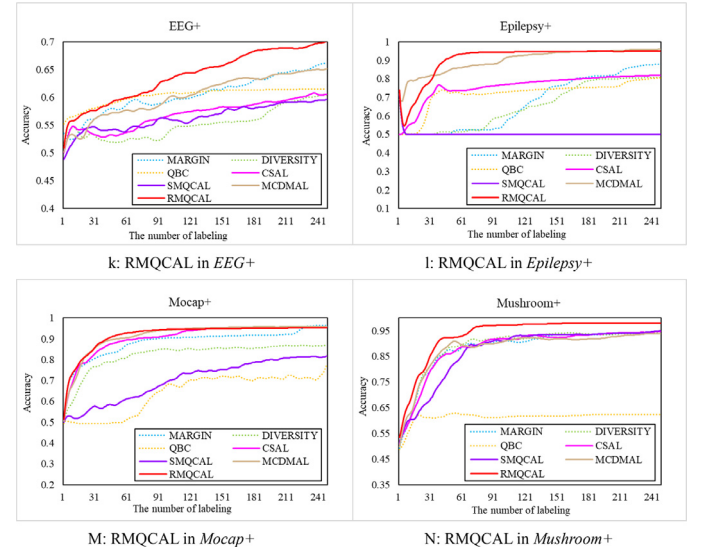 EEG+
0.7
0.65
0.6
0.55
0.5
0.45
0.4
Accuracy
1 31 61 91 121 151 181 211 241
The number of labeling
MARGIN DIVERSITY
QBC CSAL
SMQCAL MCDMAL
RMQCAL
k: RMQCAL in EEG+
Epilepsy+
1
0.9
0.8
0.7
0.6
0.5
0.4
0.3
0.2
0.1
Accuracy
1 31 61 91 121 151 181 211 241
The number of labeling
MARGIN DIVERSITY
QBC CSAL
SMQCAL MCDMAL
RMQCAL
l: RMQCAL in Epilepsy+
Mocap+
1
0.9
0.8
0.7
0.6
0.5
0.4
0.3
0.2
Accuracy
1 31 61 91 121 151 181 211 241
The number of labeling
MARGIN DIVERSITY
QBC CSAL
SMQCAL MCDMAL
RMQCAL
M: RMQCAL in Mocap+
Mushroom+
0.95
0.85
0.75
0.65
0.55
0.45
0.35
Accuracy
1 31 61 91 121 151 181 211 241
The number of labeling
MARGIN DIVERSITY
QBC CSAL
SMQCAL MCDMAL
RMQCAL
N: RMQCAL in Mushroom+